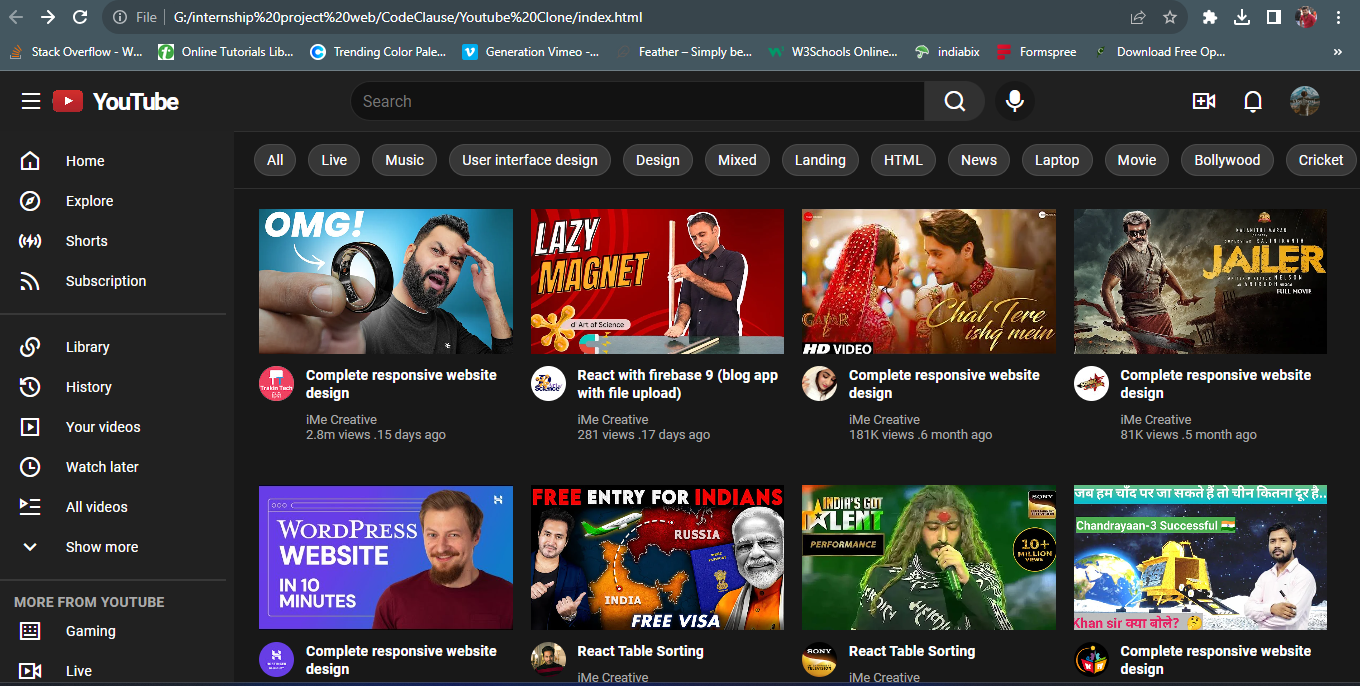 File
G:/internship%20project%20web/CodeClause/Youtube%20Clone/index.html
Stack Overflow - W...
Online Tutorials Lib...
Trending Color Pale...
Generation Vimeo -...
Feather – Simply be...
W3Schools Online...
indiabix
Formspree
Download Free Op...
»
YouTube
Search
Home
Explore
Shorts
Subscription
Library
History
Your videos
Watch later
All videos
Show more
MORE FROM YOUTUBE
Gaming
Live
All
Live
Music
User interface design
Design
Mixed
Landing
HTML
News
Laptop
Movie
Bollywood
Cricket
OMG!
Trakin Tech
Complete responsive website
design
iMe Creative
2.8m views .15 days ago
LAZY
MAGNET
d' Art of Science
Science
React with firebase 9 (blog app
with file upload)
iMe Creative
281 views .17 days ago
Chal Tere
ishq mein
HD VIDEO
Complete responsive website
design
iMe Creative
181K views .6 month ago
JAILER
NELSON
FULL MOVIE
Complete responsive website
design
iMe Creative
81K views .5 month ago
WORDPRESS
WEBSITE
IN 10
MINUTES
Complete responsive website
design
FREE ENTRY FOR INDIANS
RUSSIA
INDIA
FREE VISA
React Table Sorting
iMe Creative
INDIA'S GOT
TALENT
PERFORMANCE
SONY
10+
MILLION
VIEWS
SONY
React Table Sorting
iMe Creative
जब हम चाँद पर जा सकते हैं तो चीन कितना दूर है..
Chandrayaan-3 Successful
Khan sir क्या बोले?
Complete responsive website
design